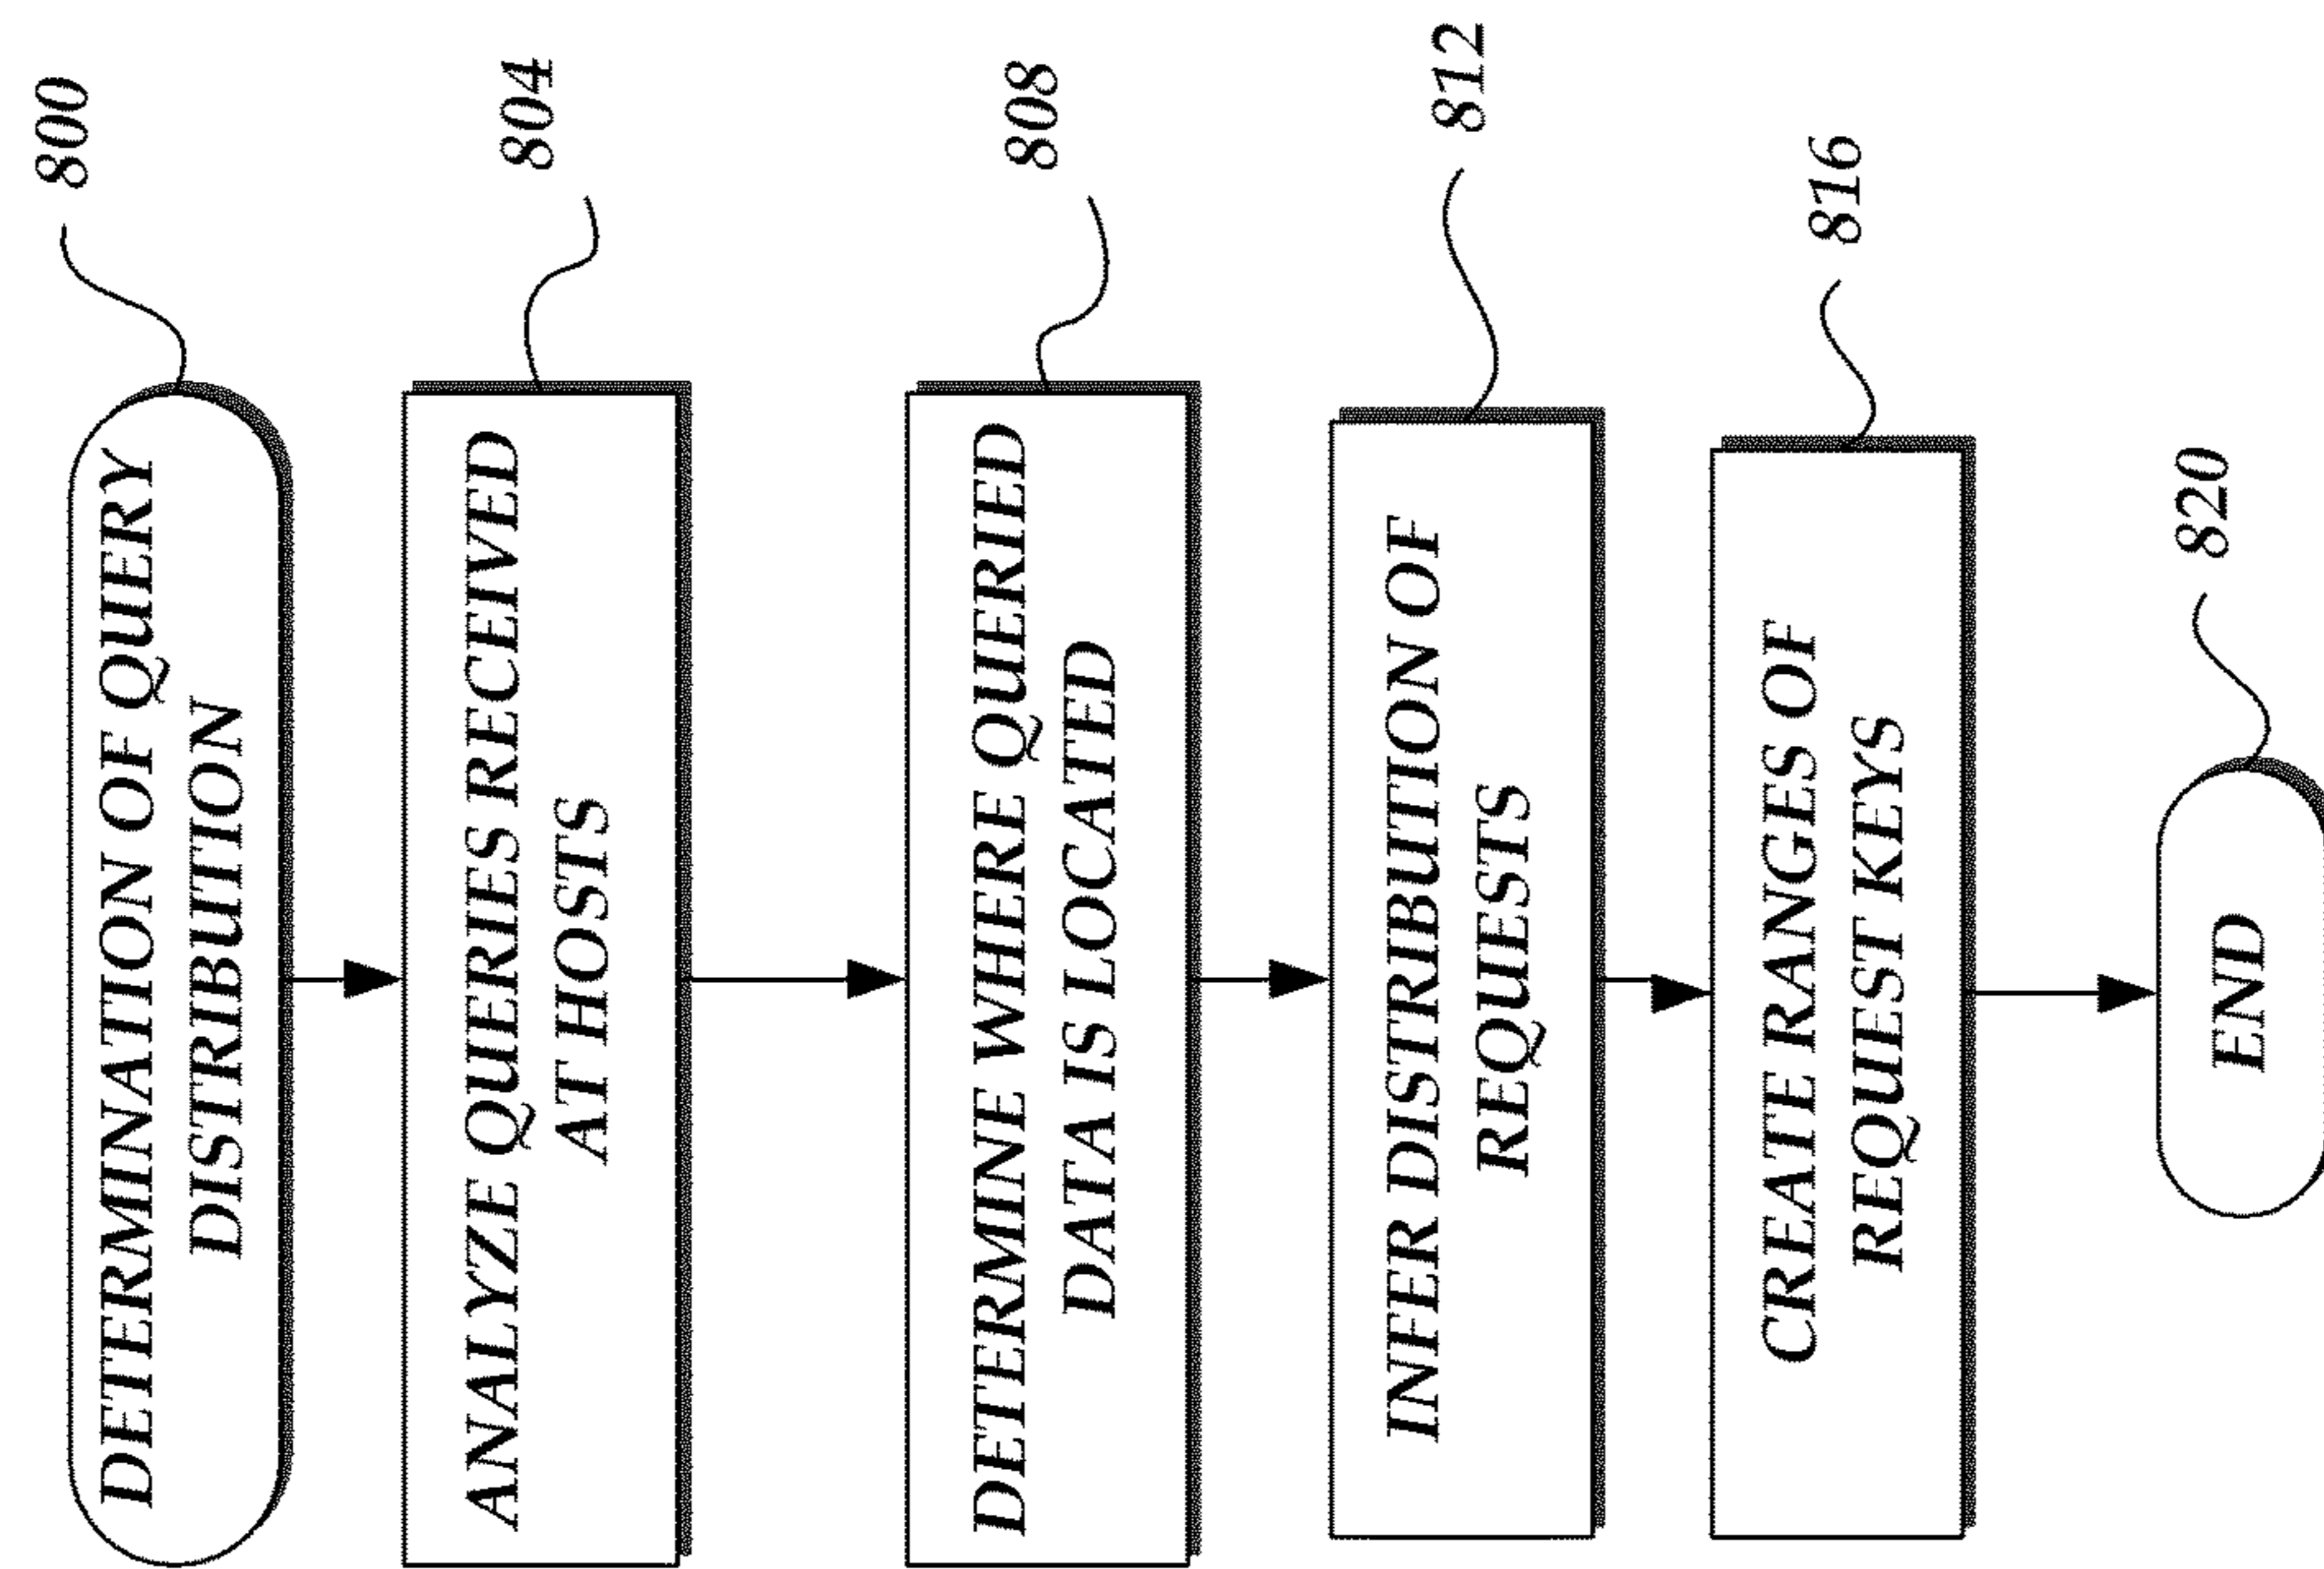 800
DETERMINATION OF QUERY
DISTRIBUTION
804
ANALYZE QUERIES RECEIVED
AT HOSTS
808
DETERMINE WHERE QUERIED
DATA IS LOCATED
812
INFER DISTRIBUTION OF
REQUESTS
816
CREATE RANGES OF
REQUEST KEYS
820
END